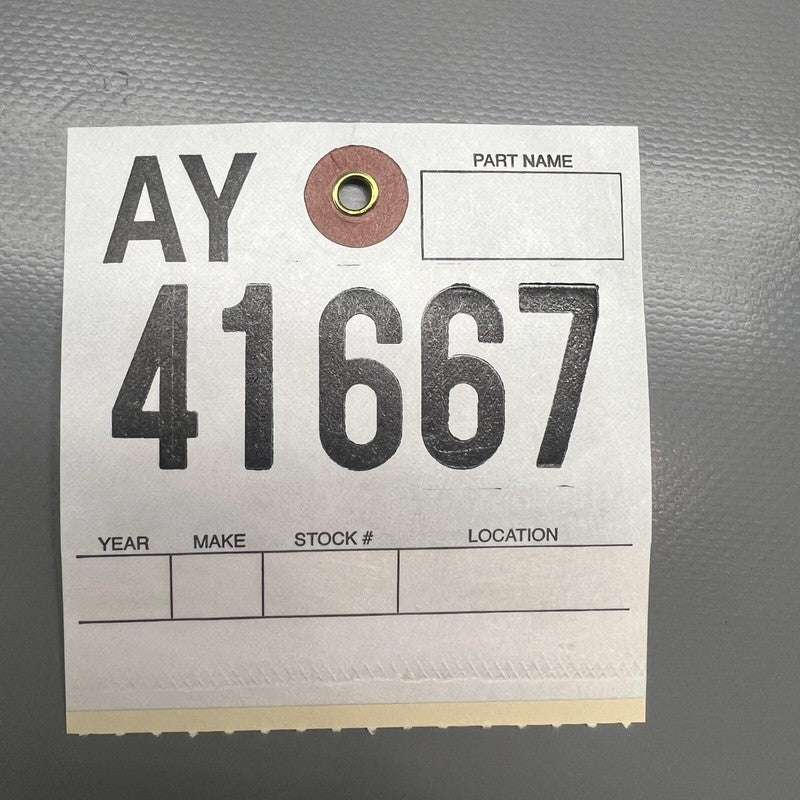 AY
PART NAME
41667
YEAR MAKE STOCK # LOCATION